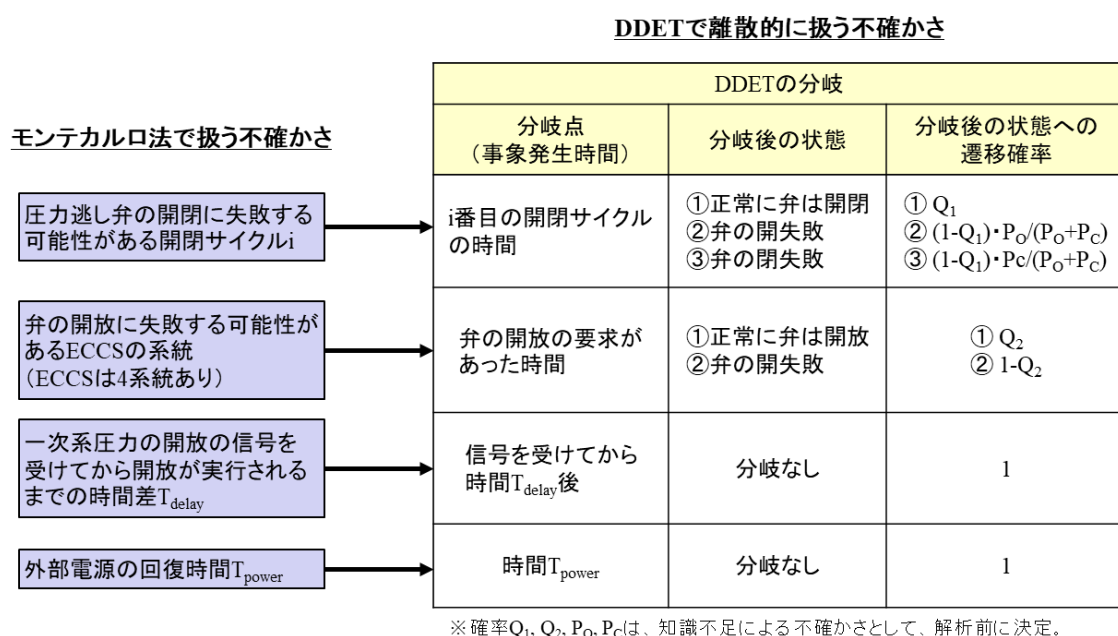 DDETで離散的に扱う不確かさ
モンテカルロ法で扱う不確かさ
DDETの分岐
分岐点
（事象発生時間）
分岐後の状態
分岐後の状態への
遷移確率
圧力逃し弁の開閉に失敗する
可能性がある開閉サイクルi
i番目の開閉サイクル
の時間
①正常に弁は開閉
②弁の開失敗
③弁の閉失敗
① Q1
② (1-Q1)・PO/(PO+PC)
③ (1-Q1)・Pc/(PO+PC)
弁の開放に失敗する可能性が
あるECCSの系統
（ECCSは4系統あり）
弁の開放の要求が
あった時間
①正常に弁は開放
②弁の開失敗
① Q2
② 1-Q2
一次系圧力の開放の信号を
受けてから開放が実行される
までの時間差Tdelay
信号を受けてから
時間Tdelay後
分岐なし
1
外部電源の回復時間Tpower
時間Tpower
分岐なし
1
※確率Q1, Q2, PO, PCは、知識不足による不確かさとして、解析前に決定。